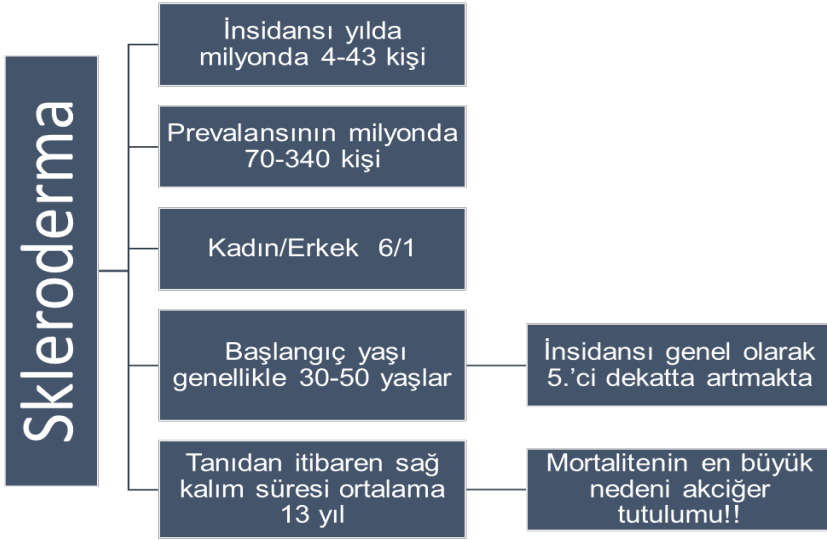 Skleroderma
İnsidansı yılda
milyonda 4-43 kişi
Prevalansının milyonda
70-340 kişi
Kadın/Erkek 6/1
Başlangıç yaşı
genellikle 30-50 yaşlar
İnsidansı genel olarak
5.'ci dekatta artmakta
Tanıdan itibaren sağ
kalım süresi ortalama
13 yıl
Mortalitenin en büyük
nedeni akciğer
tutulumu!!